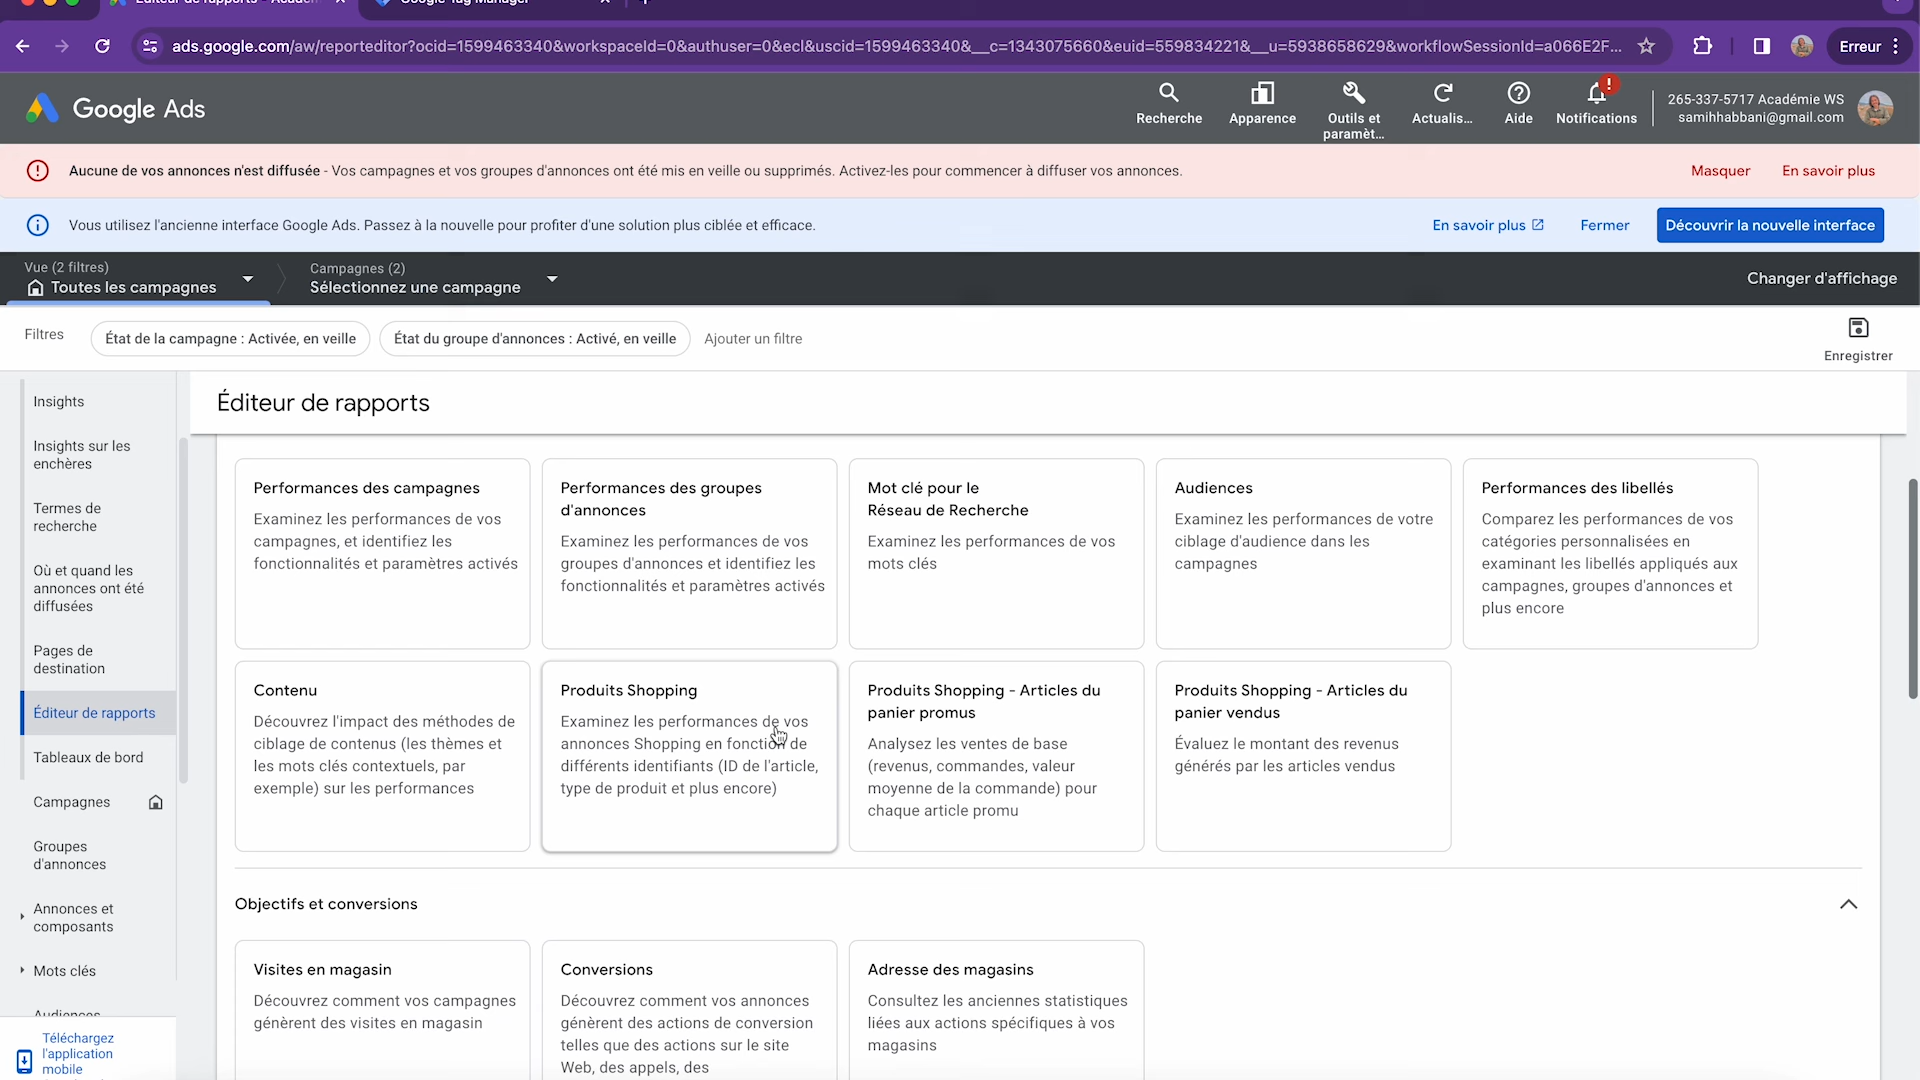 Éditeur de rapports - Académ
Google Tag Manager
ads.google.com/aw/reporteditor?ocid=1599463340&workspaceId=0&authuser=0&ecl&uscid=1599463340&__c=1343075660&euid=559834221&__u=5938658629&workflowSessionId=a066E2F...
Erreur
Google Ads
Recherche
Apparence
Outils et
paramèt...
Actualis...
Aide
Notifications
265-337-5717 Académie WS
samihhabbani@gmail.com
Aucune de vos annonces n'est diffusée - Vos campagnes et vos groupes d'annonces ont été mis en veille ou supprimés. Activez-les pour commencer à diffuser vos annonces.
Masquer
En savoir plus
Vous utilisez l'ancienne interface Google Ads. Passez à la nouvelle pour profiter d'une solution plus ciblée et efficace.
En savoir plus
Fermer
Découvrir la nouvelle interface
Vue (2 filtres)
Toutes les campagnes
Campagnes (2)
Sélectionnez une campagne
Changer d'affichage
Filtres
État de la campagne : Activée, en veille
État du groupe d'annonces : Activé, en veille
Ajouter un filtre
Enregistrer
Insights
Insights sur les
enchères
Termes de
recherche
Où et quand les
annonces ont été
diffusées
Pages de
destination
Éditeur de rapports
Tableaux de bord
Campagnes
Groupes
d'annonces
Annonces et
composants
Mots clés
Audiences
Téléchargez
l'application
mobile
Éditeur de rapports
Performances des campagnes
Examinez les performances de vos
campagnes, et identifiez les
fonctionnalités et paramètres activés
Performances des groupes
d'annonces
Examinez les performances de vos
groupes d'annonces et identifiez les
fonctionnalités et paramètres activés
Mot clé pour le
Réseau de Recherche
Examinez les performances de vos
mots clés
Audiences
Examinez les performances de votre
ciblage d'audience dans les
campagnes
Performances des libellés
Comparez les performances de vos
catégories personnalisées en
examinant les libellés appliqués aux
campagnes, groupes d'annonces et
plus encore
Contenu
Découvrez l'impact des méthodes de
ciblage de contenus (les thèmes et
les mots clés contextuels, par
exemple) sur les performances
Produits Shopping
Examinez les performances de vos
annonces Shopping en fonction de
différents identifiants (ID de l'article,
type de produit et plus encore)
Produits Shopping - Articles du
panier promus
Analysez les ventes de base
(revenus, commandes, valeur
moyenne de la commande) pour
chaque article promu
Produits Shopping - Articles du
panier vendus
Évaluez le montant des revenus
générés par les articles vendus
Objectifs et conversions
Visites en magasin
Découvrez comment vos campagnes
génèrent des visites en magasin
Conversions
Découvrez comment vos annonces
génèrent des actions de conversion
telles que des actions sur le site
Web, des appels, des
Adresse des magasins
Consultez les anciennes statistiques
liées aux actions spécifiques à vos
magasins